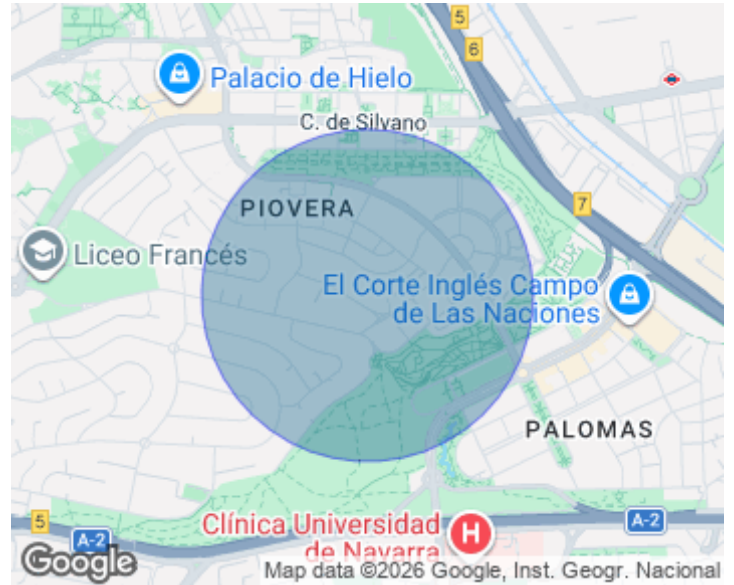 5
6
Palacio de Hielo
C. de Silvano
7
PIOVERA
Liceo Francés
El Corte Inglés Campo
de Las Naciones
PALOMAS
5
A-2
Clínica Universidad
de Navarra
H
A-2
Google
Map data ©2026 Google, Inst. Geogr. Nacional